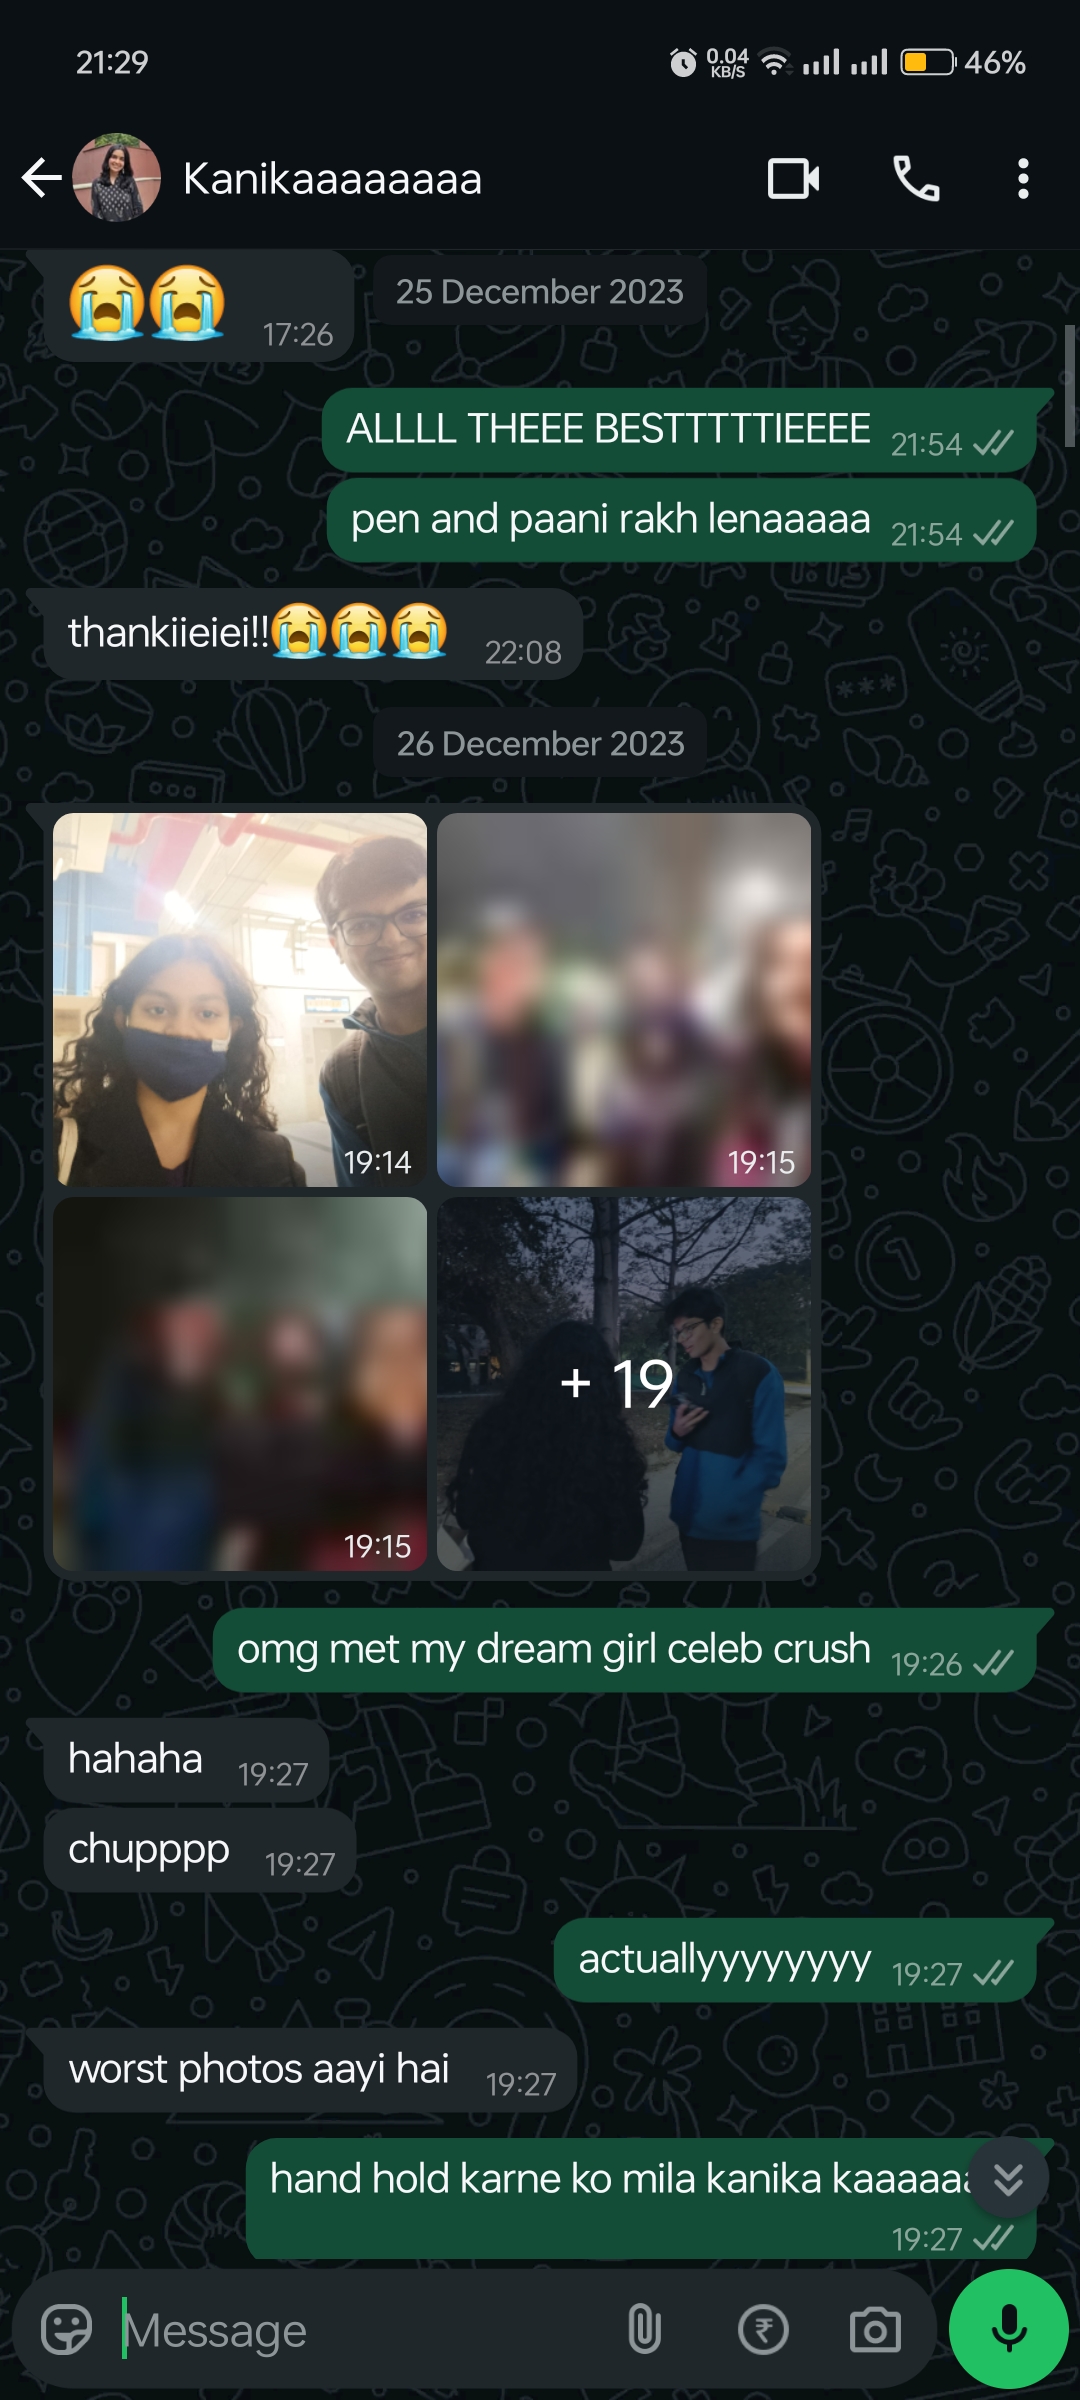 21:29
0.04
KB/S
46%
Kanikaaaaaaaa
25 December 2023
😭😭 17:26
ALLLL THEEE BESTTTTTIEEEE 21:54
pen and paani rakh lenaaaaa 21:54
thankiieiei!!😭😭😭 22:08
26 December 2023
19:14
19:15
19:15
+ 19
omg met my dream girl celeb crush 19:26
hahaha 19:27
chupppp 19:27
actuallyyyyyyyy 19:27
worst photos aayi hai 19:27
hand hold karne ko mila kanika
19:27
Message